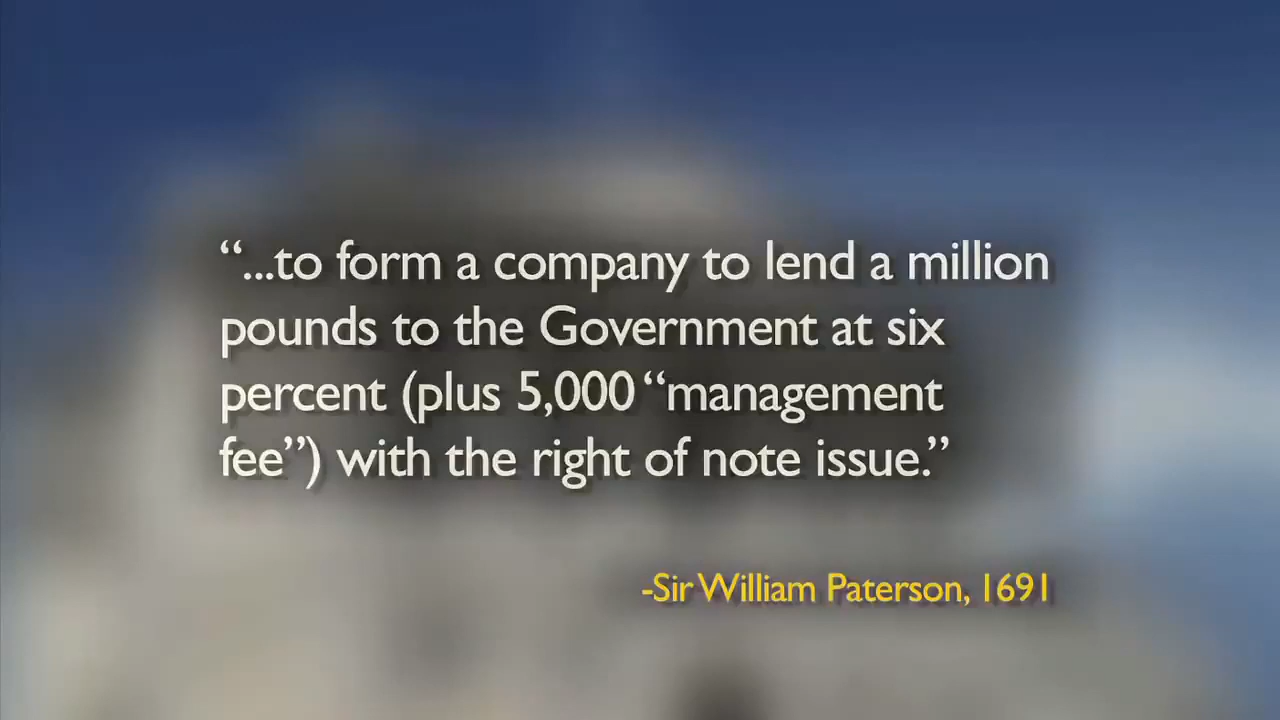 “...to form a company to lend a million
pounds to the Government at six
percent (plus 5,000 “management
fee”) with the right of note issue.”
-Sir William Paterson, 1691